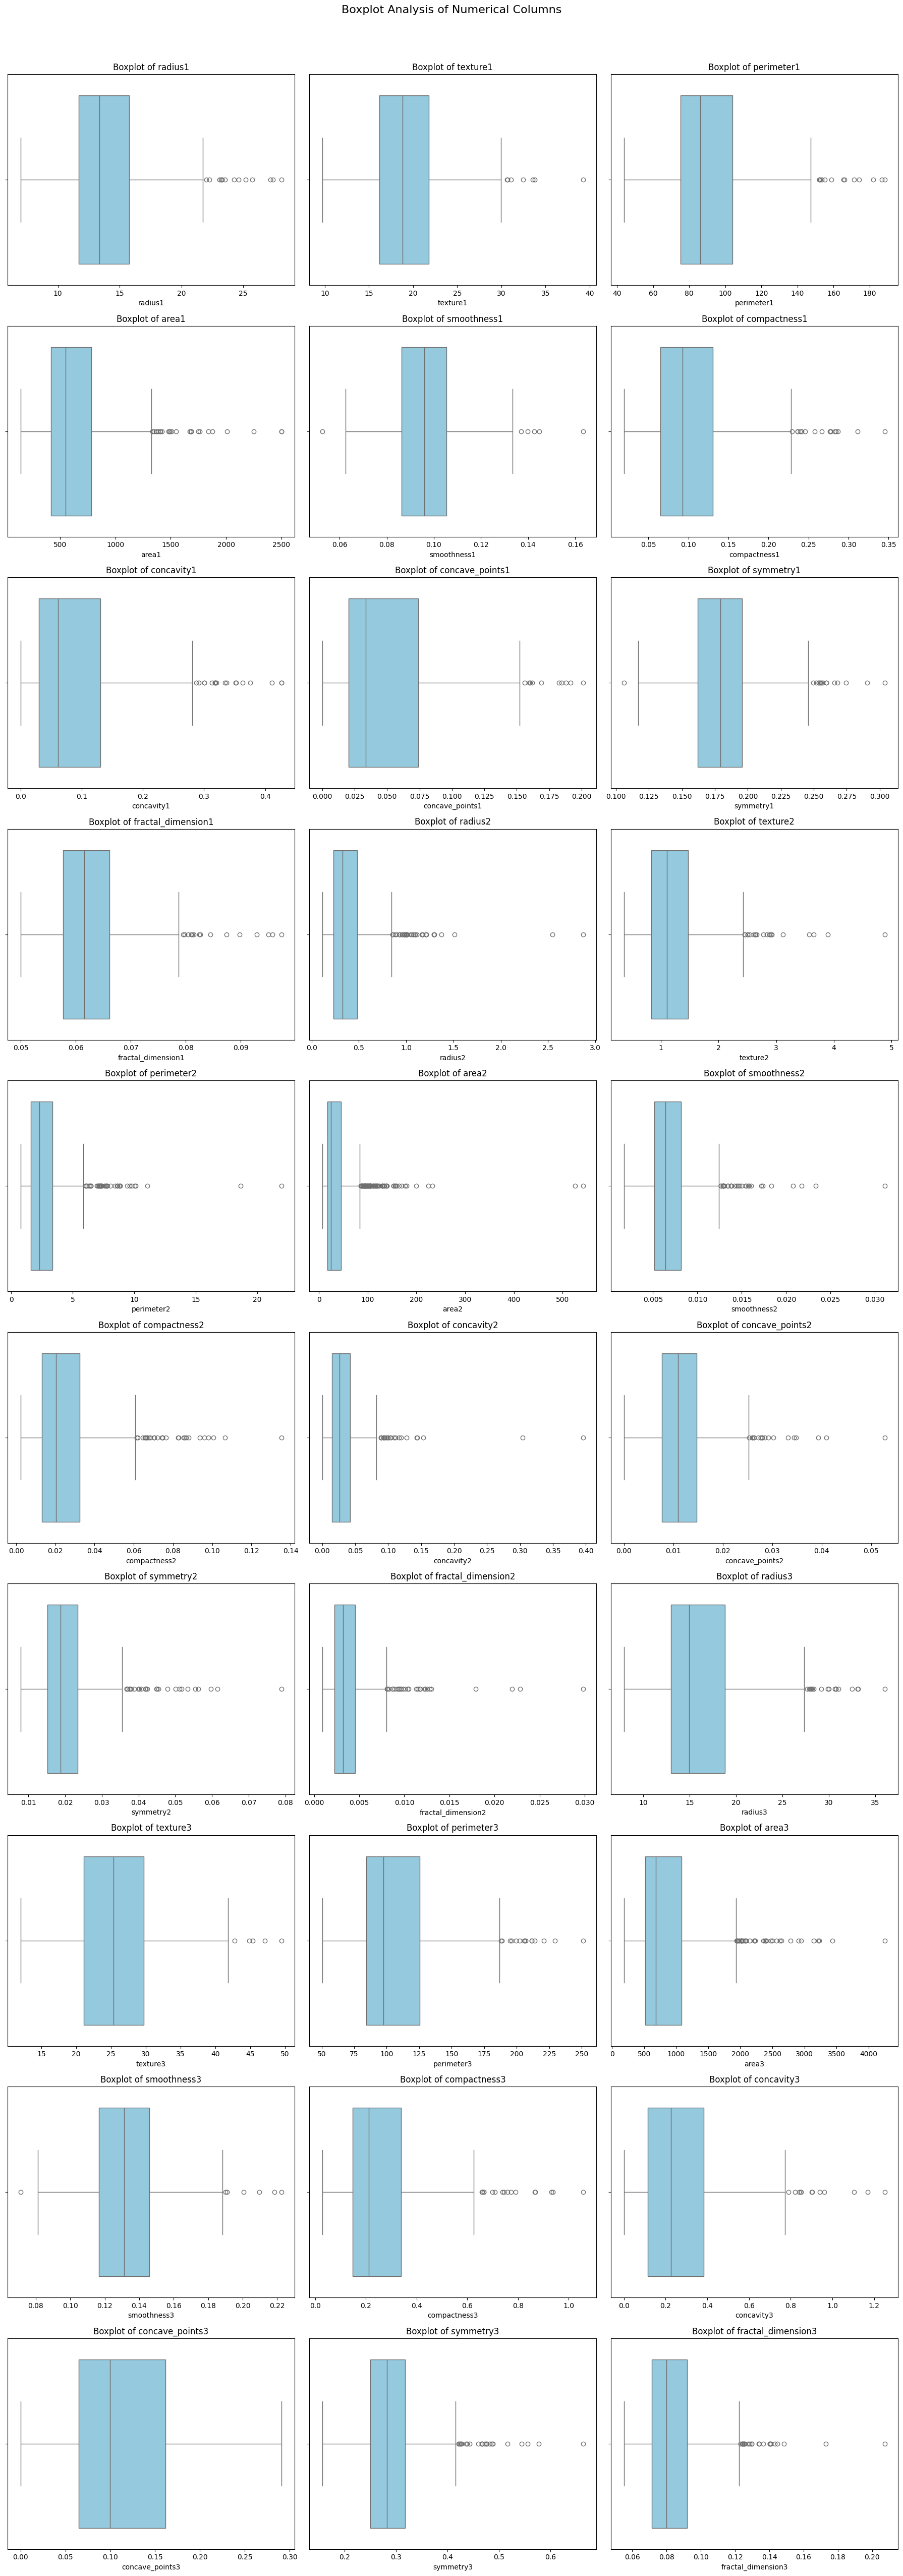 Boxplot Analysis of Numerical Columns
Boxplot of radius1
10 15 20 25
radius1
Boxplot of texture1
10 15 20 25 30 35 40
texture1
Boxplot of perimeter1
40 60 80 100 120 140 160 180
perimeter1
Boxplot of area1
500 1000 1500 2000 2500
area1
Boxplot of smoothness1
0.06 0.08 0.10 0.12 0.14 0.16
smoothness1
Boxplot of compactness1
0.05 0.10 0.15 0.20 0.25 0.30 0.35
compactness1
Boxplot of concavity1
0.0 0.1 0.2 0.3 0.4
concavity1
Boxplot of concave_points1
0.000 0.025 0.050 0.075 0.100 0.125 0.150 0.175 0.200
concave_points1
Boxplot of symmetry1
0.100 0.125 0.150 0.175 0.200 0.225 0.250 0.275 0.300
symmetry1
Boxplot of fractal_dimension1
0.05 0.06 0.07 0.08 0.09
fractal_dimension1
Boxplot of radius2
0.0 0.5 1.0 1.5 2.0 2.5 3.0
radius2
Boxplot of texture2
1 2 3 4 5
texture2
Boxplot of perimeter2
0 5 10 15 20
perimeter2
Boxplot of area2
0 100 200 300 400 500
area2
Boxplot of smoothness2
0.005 0.010 0.015 0.020 0.025 0.030
smoothness2
Boxplot of compactness2
0.00 0.02 0.04 0.06 0.08 0.10 0.12 0.14
compactness2
Boxplot of concavity2
0.00 0.05 0.10 0.15 0.20 0.25 0.30 0.35 0.40
concavity2
Boxplot of concave_points2
0.00 0.01 0.02 0.03 0.04 0.05
concave_points2
Boxplot of symmetry2
0.01 0.02 0.03 0.04 0.05 0.06 0.07 0.08
symmetry2
Boxplot of fractal_dimension2
0.000 0.005 0.010 0.015 0.020 0.025 0.030
fractal_dimension2
Boxplot of radius3
10 15 20 25 30 35
radius3
Boxplot of texture3
15 20 25 30 35 40 45 50
texture3
Boxplot of perimeter3
50 75 100 125 150 175 200 225 250
perimeter3
Boxplot of area3
0 500 1000 1500 2000 2500 3000 3500 4000
area3
Boxplot of smoothness3
0.08 0.10 0.12 0.14 0.16 0.18 0.20 0.22
smoothness3
Boxplot of compactness3
0.0 0.2 0.4 0.6 0.8 1.0
compactness3
Boxplot of concavity3
0.0 0.2 0.4 0.6 0.8 1.0 1.2
concavity3
Boxplot of concave_points3
0.00 0.05 0.10 0.15 0.20 0.25 0.30
concave_points3
Boxplot of symmetry3
0.2 0.3 0.4 0.5 0.6
symmetry3
Boxplot of fractal_dimension3
0.06 0.08 0.10 0.12 0.14 0.16 0.18 0.20
fractal_dimension3